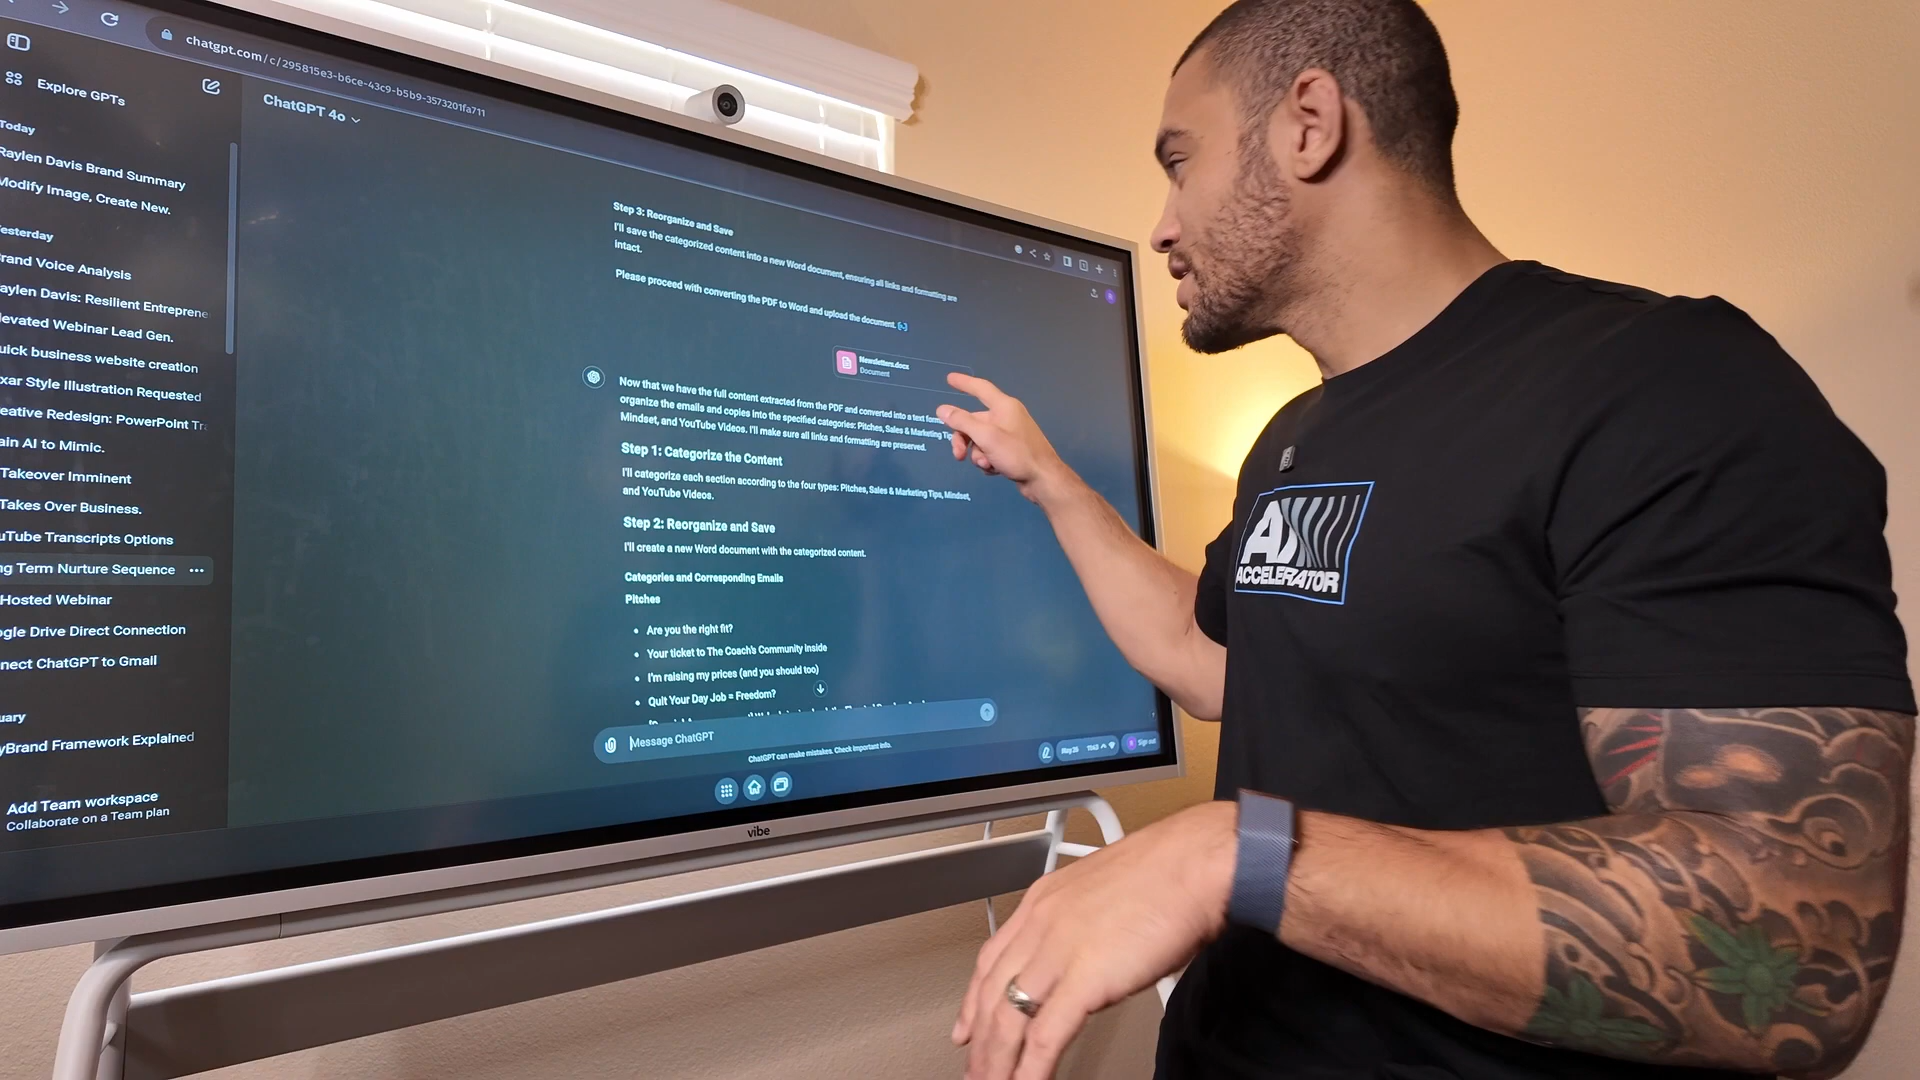 chatgpt.com/c/295815e3-b6ce-43c9-b5b9-3573201fa711
Explore GPTs
Today
Raylen Davis Brand Summary
Modify Image, Create New.
esterday
rand Voice Analysis
aylen Davis: Resilient Entreprene
levated Webinar Lead Gen.
uick business website creation
xar Style Illustration Requested
eative Redesign: PowerPoint Tr
ain AI to Mimic.
Takeover Imminent
Takes Over Business.
uTube Transcripts Options
ng Term Nurture Sequence
Hosted Webinar
ogle Drive Direct Connection
nect ChatGPT to Gmail
uary
yBrand Framework Explained
Add Team workspace
Collaborate on a Team plan
ChatGPT 4o
Step 3: Reorganize and Save
I'll save the categorized content into a new Word document, ensuring all links and formatting are
intact.
Please proceed with converting the PDF to Word and upload the document.
Newsletters.docx
Document
Now that we have the full content extracted from the PDF and converted into a text form
organize the emails and copies into the specified categories: Pitches, Sales & Marketing Tip
Mindset, and YouTube Videos. I'll make sure all links and formatting are preserved.
Step 1: Categorize the Content
I'll categorize each section according to the four types: Pitches, Sales & Marketing Tips, Mindset,
and YouTube Videos.
Step 2: Reorganize and Save
I'll create a new Word document with the categorized content.
Categories and Corresponding Emails
Pitches
Are you the right fit?
Your ticket to The Coach's Community Inside
I'm raising my prices (and you should too)
Quit Your Day Job = Freedom?
Message ChatGPT
ChatGPT can make mistakes. Check important info.
May 26
Sign out
vibe
AI
ACCELERATOR